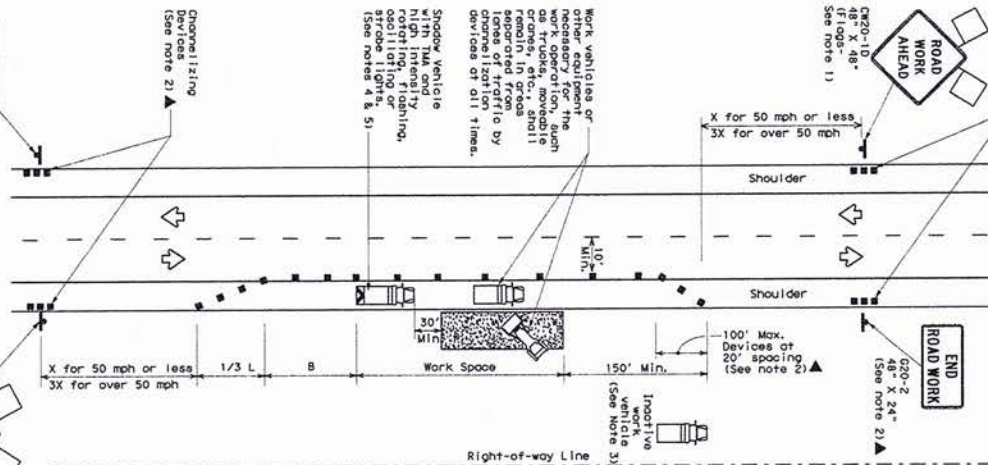 CW20-1D
48" X 48"
(Flags-
See note 1)
ROAD
WORK
AHEAD
X for 50 mph or less
3X for over 50 mph
Work vehicles or
other equipment
necessary for the
work operation, such
as trucks, moveable
cranes, etc., shall
remain in areas
separated from
lanes of traffic by
channelization
devices at all times.
Shadow Vehicle
with TMA and
high intensity
rotating, flashing,
oscillating or
strobe lights.
(See notes 4 & 5)
Channelizing
Devices
(See note 2)▲
Shoulder
10'
Min.
Shoulder
30'
Min
100' Max.
Devices at
20' spacing
(See note 2)▲
X for 50 mph or less
3X for over 50 mph
1/3 L
B
Work Space
150' Min.
Inactive
work
vehicle
(See Note 3)
END
ROAD WORK
G20-2
48" X 24"
(See note 2)▲
Right-of-way Line